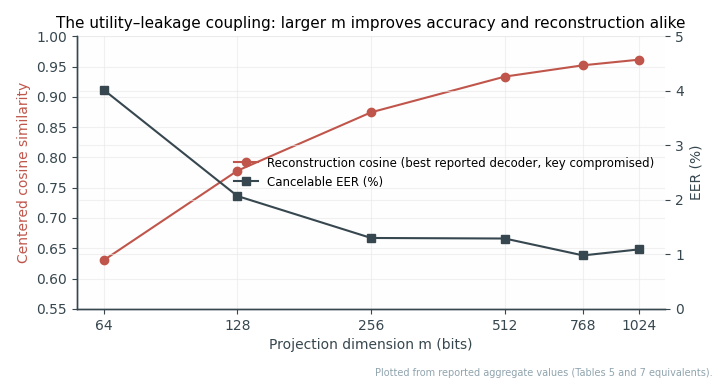 The utility–leakage coupling: larger m improves accuracy and reconstruction alike
1.00
0.95
0.90
0.85
0.80
0.75
0.70
0.65
0.60
0.55
Centered cosine similarity
5
4
3
2
1
0
EER (%)
Reconstruction cosine (best reported decoder, key compromised)
Cancelable EER (%)
64 128 256 512 768 1024
Projection dimension m (bits)
Plotted from reported aggregate values (Tables 5 and 7 equivalents).